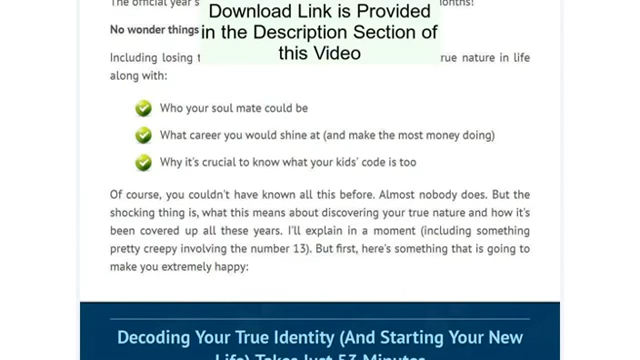 The official year's
months!
Download Link is Provided
in the Description Section of
this Video
No wonder things
Including losing
true nature in life
along with:
Who your soul mate could be
What career you would shine at (and make the most money doing)
Why it's crucial to know what your kids' code is too
Of course, you couldn't have known all this before. Almost nobody does. But the
shocking thing is, what this means about discovering your true nature and how it's
been covered up all these years. I'll explain in a moment (including something
pretty creepy involving the number 13). But first, here's something that is going to
make you extremely happy:
Decoding Your True Identity (And Starting Your New
Life) Takes Just 53 Minutes